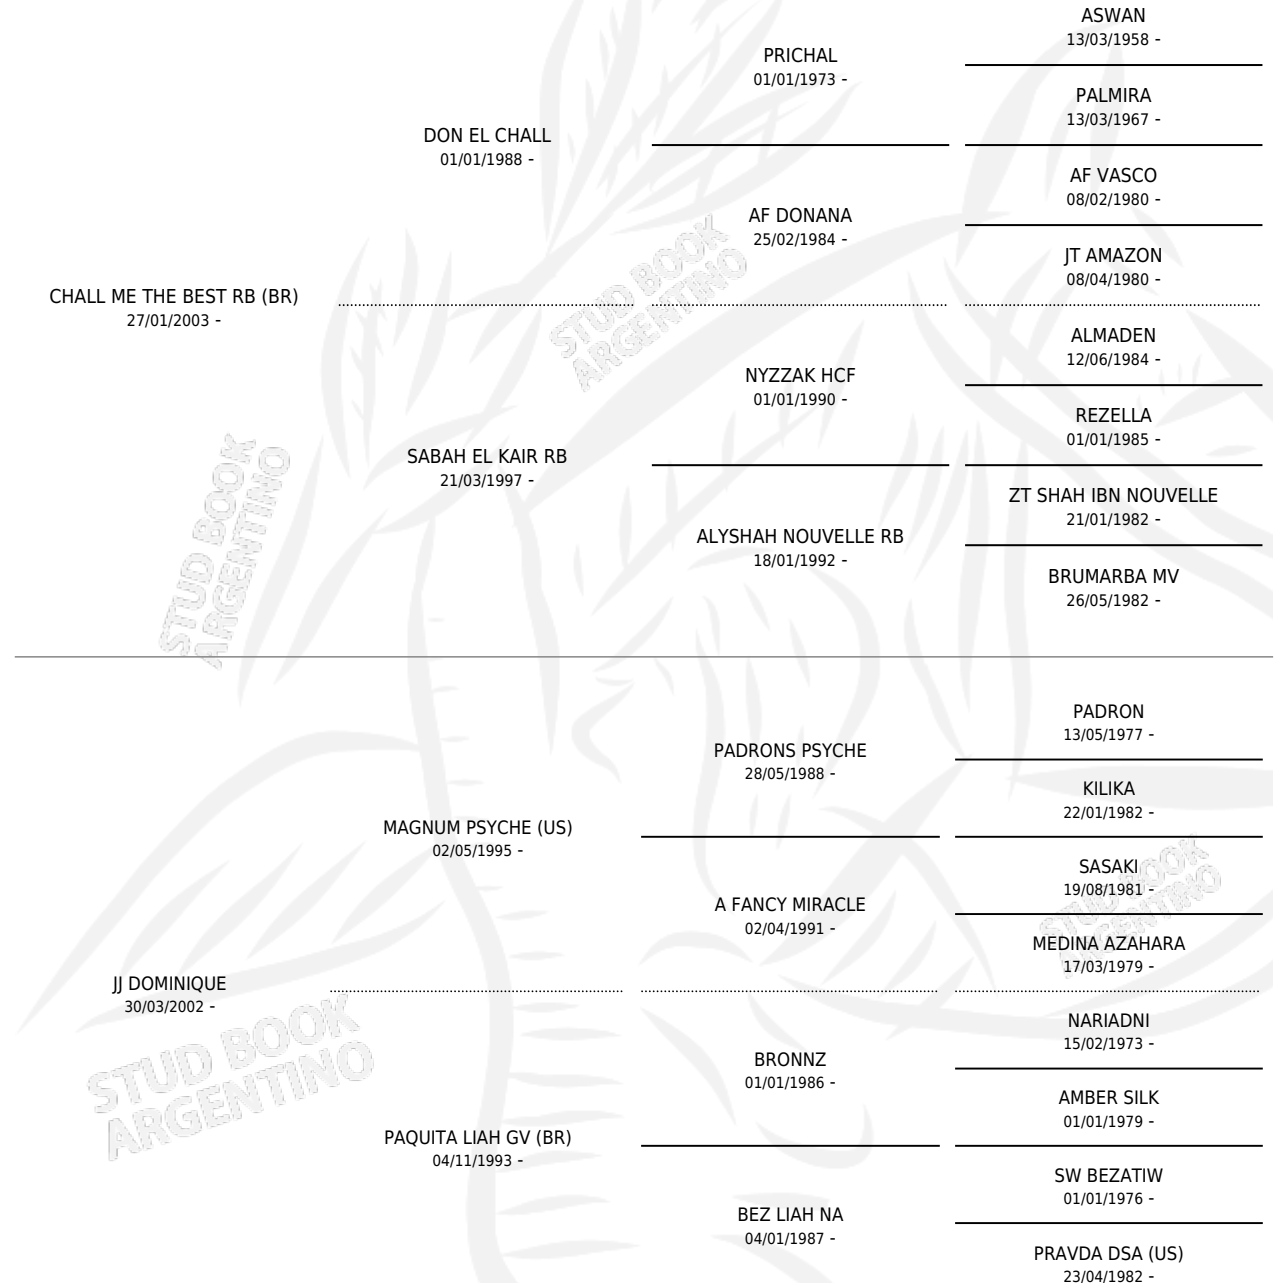 ASWAN
13/03/1958 -
PRICHAL
01/01/1973 -
PALMIRA
13/03/1967 -
DON EL CHALL
01/01/1988 -
AF VASCO
08/02/1980 -
AF DONANA
25/02/1984 -
JT AMAZON
08/04/1980 -
CHALL ME THE BEST RB (BR)
27/01/2003 -
ALMADEN
12/06/1984 -
NYZZAK HCF
01/01/1990 -
REZELLA
01/01/1985 -
SABAH EL KAIR RB
21/03/1997 -
ZT SHAH IBN NOUVELLE
21/01/1982 -
ALYSHAH NOUVELLE RB
18/01/1992 -
BRUMARBA MV
26/05/1982 -
STUD BOOK
ARGENTINO
STUD BOOK
ARGENTINO
PADRON
13/05/1977 -
PADRONS PSYCHE
28/05/1988 -
KILIKA
22/01/1982 -
MAGNUM PSYCHE (US)
02/05/1995 -
SASAKI
19/08/1981 -
A FANCY MIRACLE
02/04/1991 -
MEDINA AZAHARA
17/03/1979 -
STUD BOOK
ARGENTINO
JJ DOMINIQUE
30/03/2002 -
NARIADNI
15/02/1973 -
BRONNZ
01/01/1986 -
AMBER SILK
01/01/1979 -
STUD BOOK
ARGENTINO
PAQUITA LIAH GV (BR)
04/11/1993 -
SW BEZATIW
01/01/1976 -
BEZ LIAH NA
04/01/1987 -
PRAVDA DSA (US)
23/04/1982 -